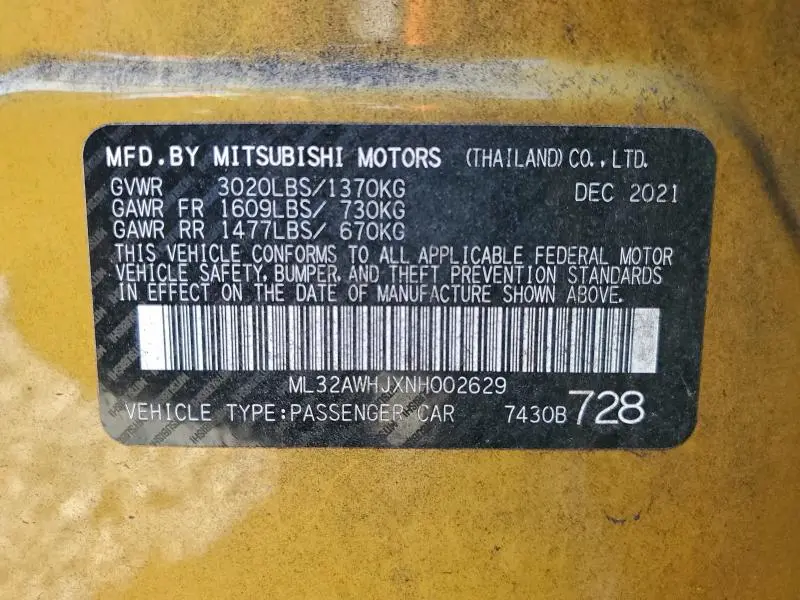 MFD.BY MITSUBISHI MOTORS (THAILAND) CO.,LTD.
GVWR 3020LBS/1370KG DEC 2021
GAWR FR 1609LBS/ 730KG
GAWR RR 1477LBS/ 670KG
THIS VEHICLE CONFORMS TO ALL APPLICABLE FEDERAL MOTOR
VEHICLE SAFETY, BUMPER, AND THEFT PREVENTION STANDARDS
IN EFFECT ON THE DATE OF MANUFACTURE SHOWN ABOVE.
ML32AWHJXNH002629
VEHICLE TYPE:PASSENGER CAR 7430B 728